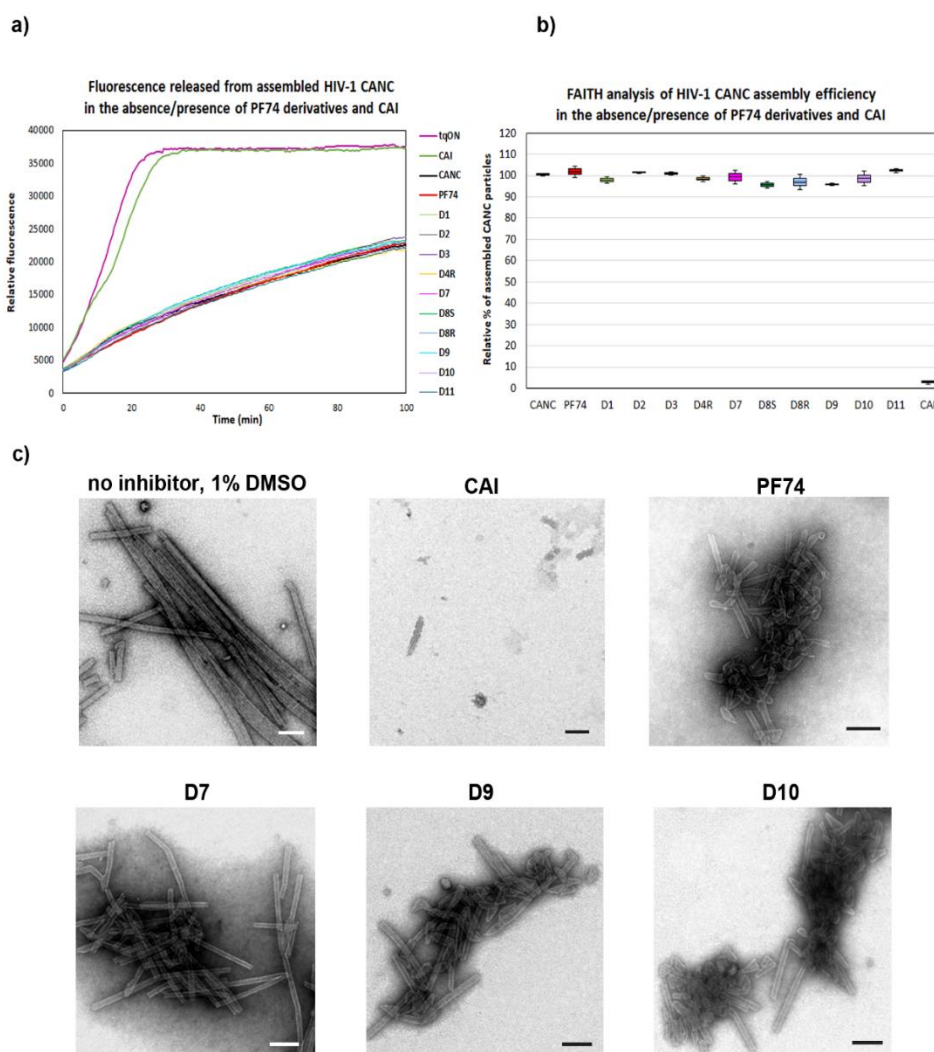 a)
Fluorescence released from assembled HIV-1 CANC
in the absence/presence of PF74 derivatives and CAI
40000
35000
30000
25000
20000
15000
10000
5000
0
Relative fluorescence
0 20 40 60 80 100
Time (min)
tqON
CAI
CANC
PF74
D1
D2
D3
D4R
D7
D8S
D8R
D9
D10
D11
b)
FAITH analysis of HIV-1 CANC assembly efficiency
in the absence/presence of PF74 derivatives and CAI
120
110
100
90
80
70
60
50
40
30
20
10
0
Relative % of assembled CANC particles
CANC PF74 D1 D2 D3 D4R D7 D8S D8R D9 D10 D11 CAI
c)
no inhibitor, 1% DMSO CAI PF74
D7 D9 D10